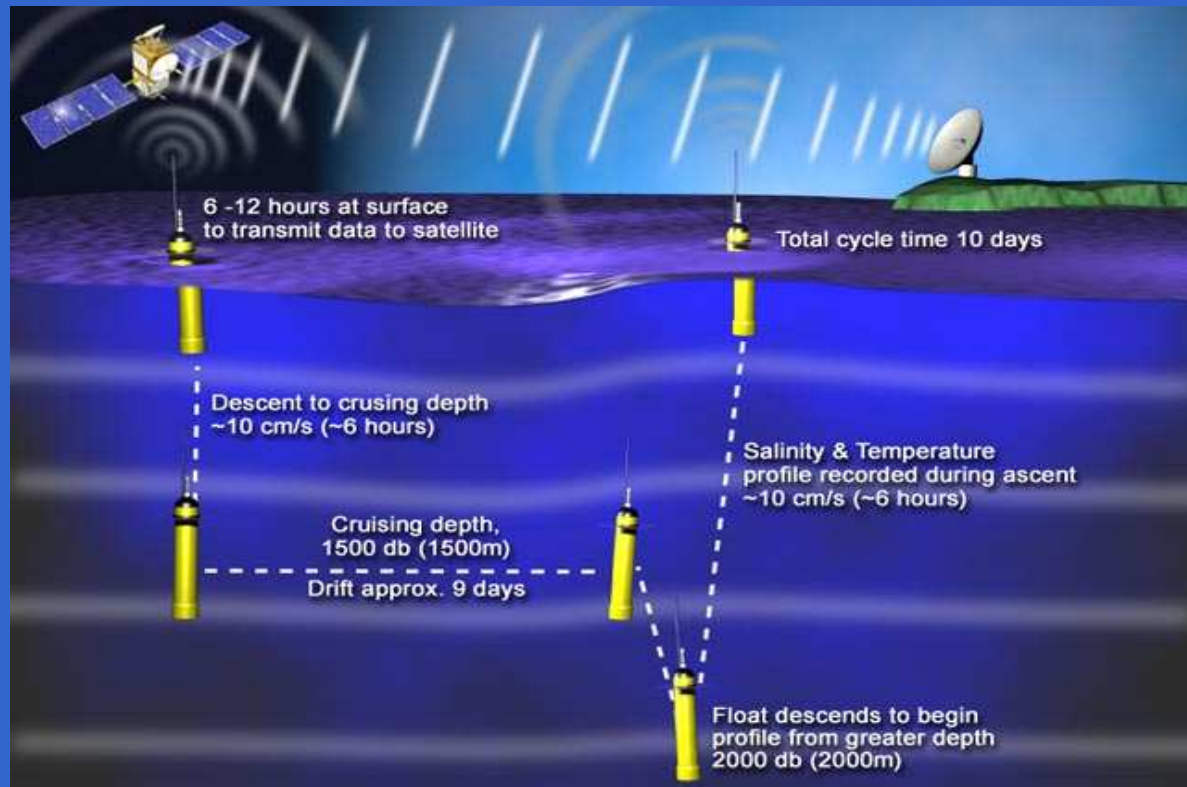 6 -12 hours at surface
to transmit data to satellite
Total cycle time 10 days
Descent to crusing depth
~10 cm/s (~6 hours)
Salinity & Temperature
profile recorded during ascent
~10 cm/s (~6 hours)
Cruising depth,
1500 db (1500m)
Drift approx. 9 days
Float descends to begin
profile from greater depth
2000 db (2000m)